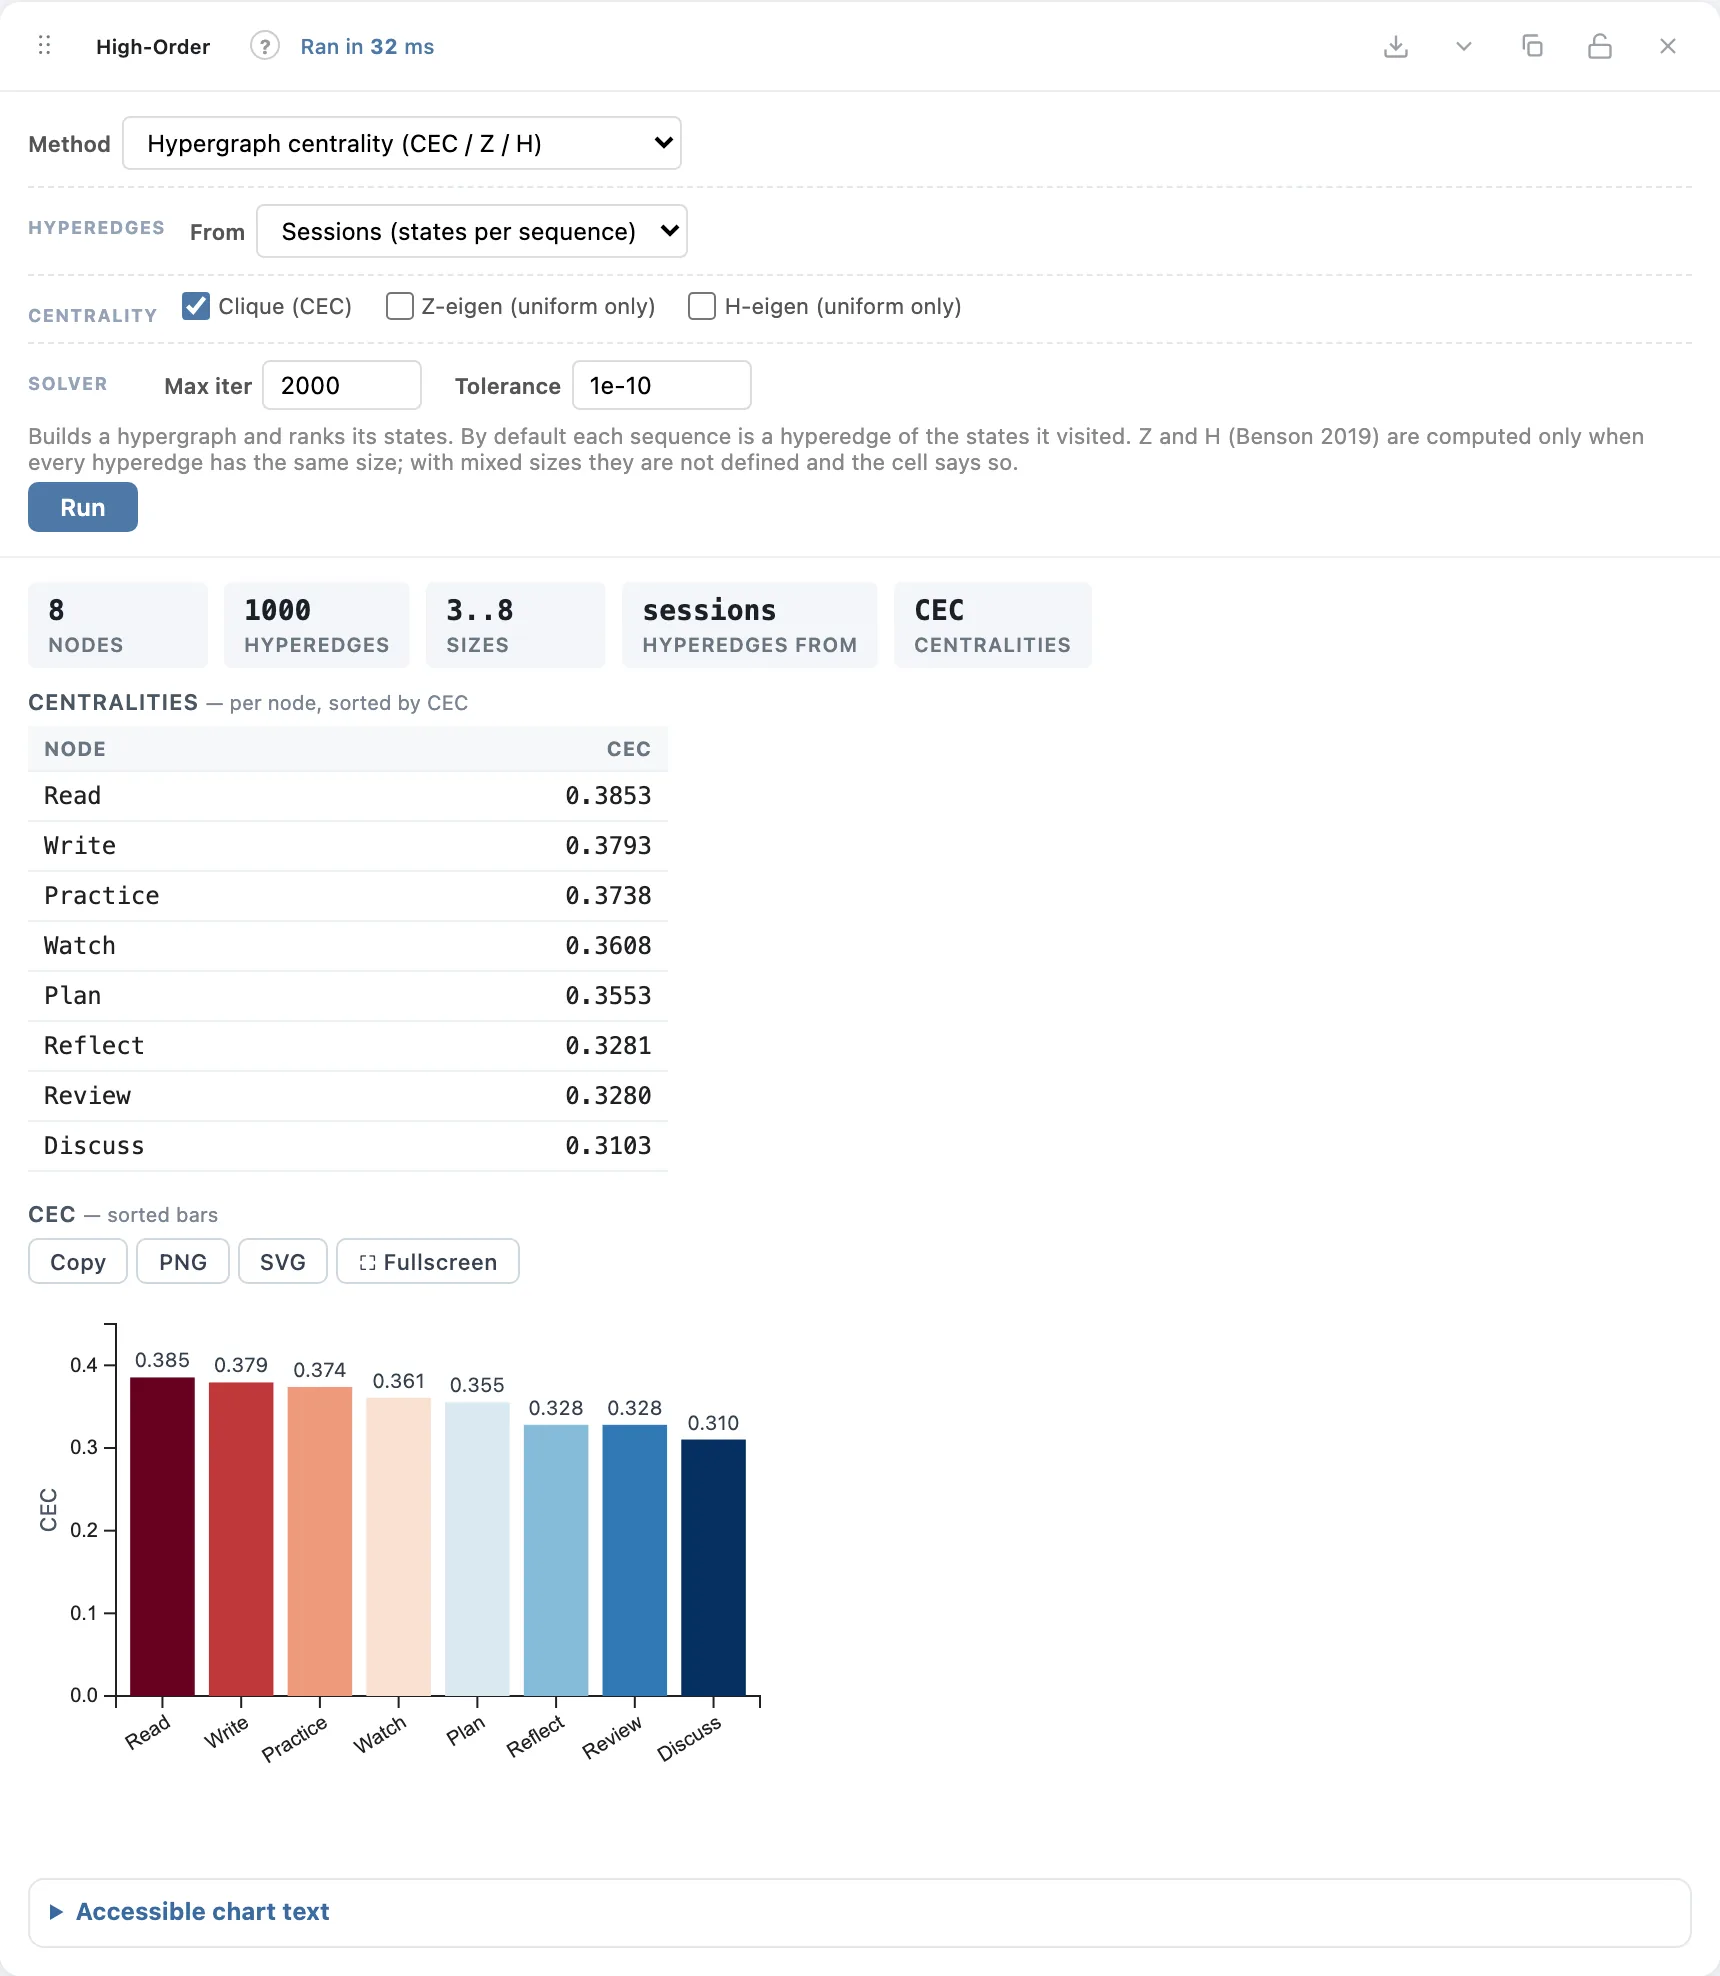 High-Order ? Ran in 32 ms
Method Hypergraph centrality (CEC / Z / H)
HYPEREDGES From Sessions (states per sequence)
CENTRALITY Clique (CEC) Z-eigen (uniform only) H-eigen (uniform only)
SOLVER Max iter 2000 Tolerance 1e-10
Builds a hypergraph and ranks its states. By default each sequence is a hyperedge of the states it visited. Z and H (Benson 2019) are computed only when
every hyperedge has the same size; with mixed sizes they are not defined and the cell says so.
Run
8 1000 3..8 sessions CEC
NODES HYPEREDGES SIZES HYPEREDGES FROM CENTRALITIES
CENTRALITIES — per node, sorted by CEC
NODE CEC
Read 0.3853
Write 0.3793
Practice 0.3738
Watch 0.3608
Plan 0.3553
Reflect 0.3281
Review 0.3280
Discuss 0.3103
CEC — sorted bars
Copy PNG SVG Fullscreen
0.385 0.379 0.374 0.361 0.355 0.328 0.328 0.310
0.4
0.3
0.2
0.1
0.0
CEC
Read Write Practice Watch Plan Reflect Review Discuss
Accessible chart text